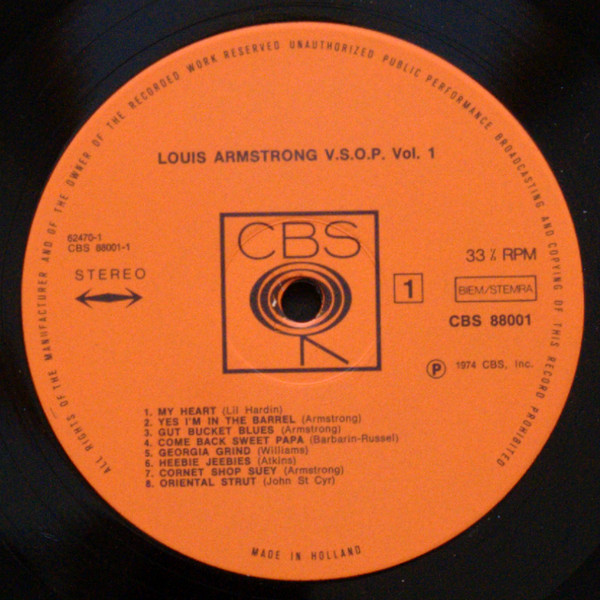 ALL RIGHTS OF THE MANUFACTURER AND OF THE OWNER OF THE RECORDED WORK RESERVED UNAUTHORIZED PUBLIC PERFORMANCE BROADCASTING AND COPYING OF THIS RECORD PROHIBITED
LOUIS ARMSTRONG V.S.O.P. Vol. 1
62470-1
CBS 88001-1
STEREO
CBS
33 ⅓ RPM
1
BIEM/STEMRA
CBS 88001
Ⓟ 1974 CBS, Inc.
1. MY HEART (Lil Hardin)
2. YES I'M IN THE BARREL (Armstrong)
3. GUT BUCKET BLUES (Armstrong)
4. COME BACK SWEET PAPA (Barbarin-Russel)
5. GEORGIA GRIND (Williams)
6. HEEBIE JEEBIES (Atkins)
7. CORNET SHOP SUEY (Armstrong)
8. ORIENTAL STRUT (John St Cyr)
MADE IN HOLLAND